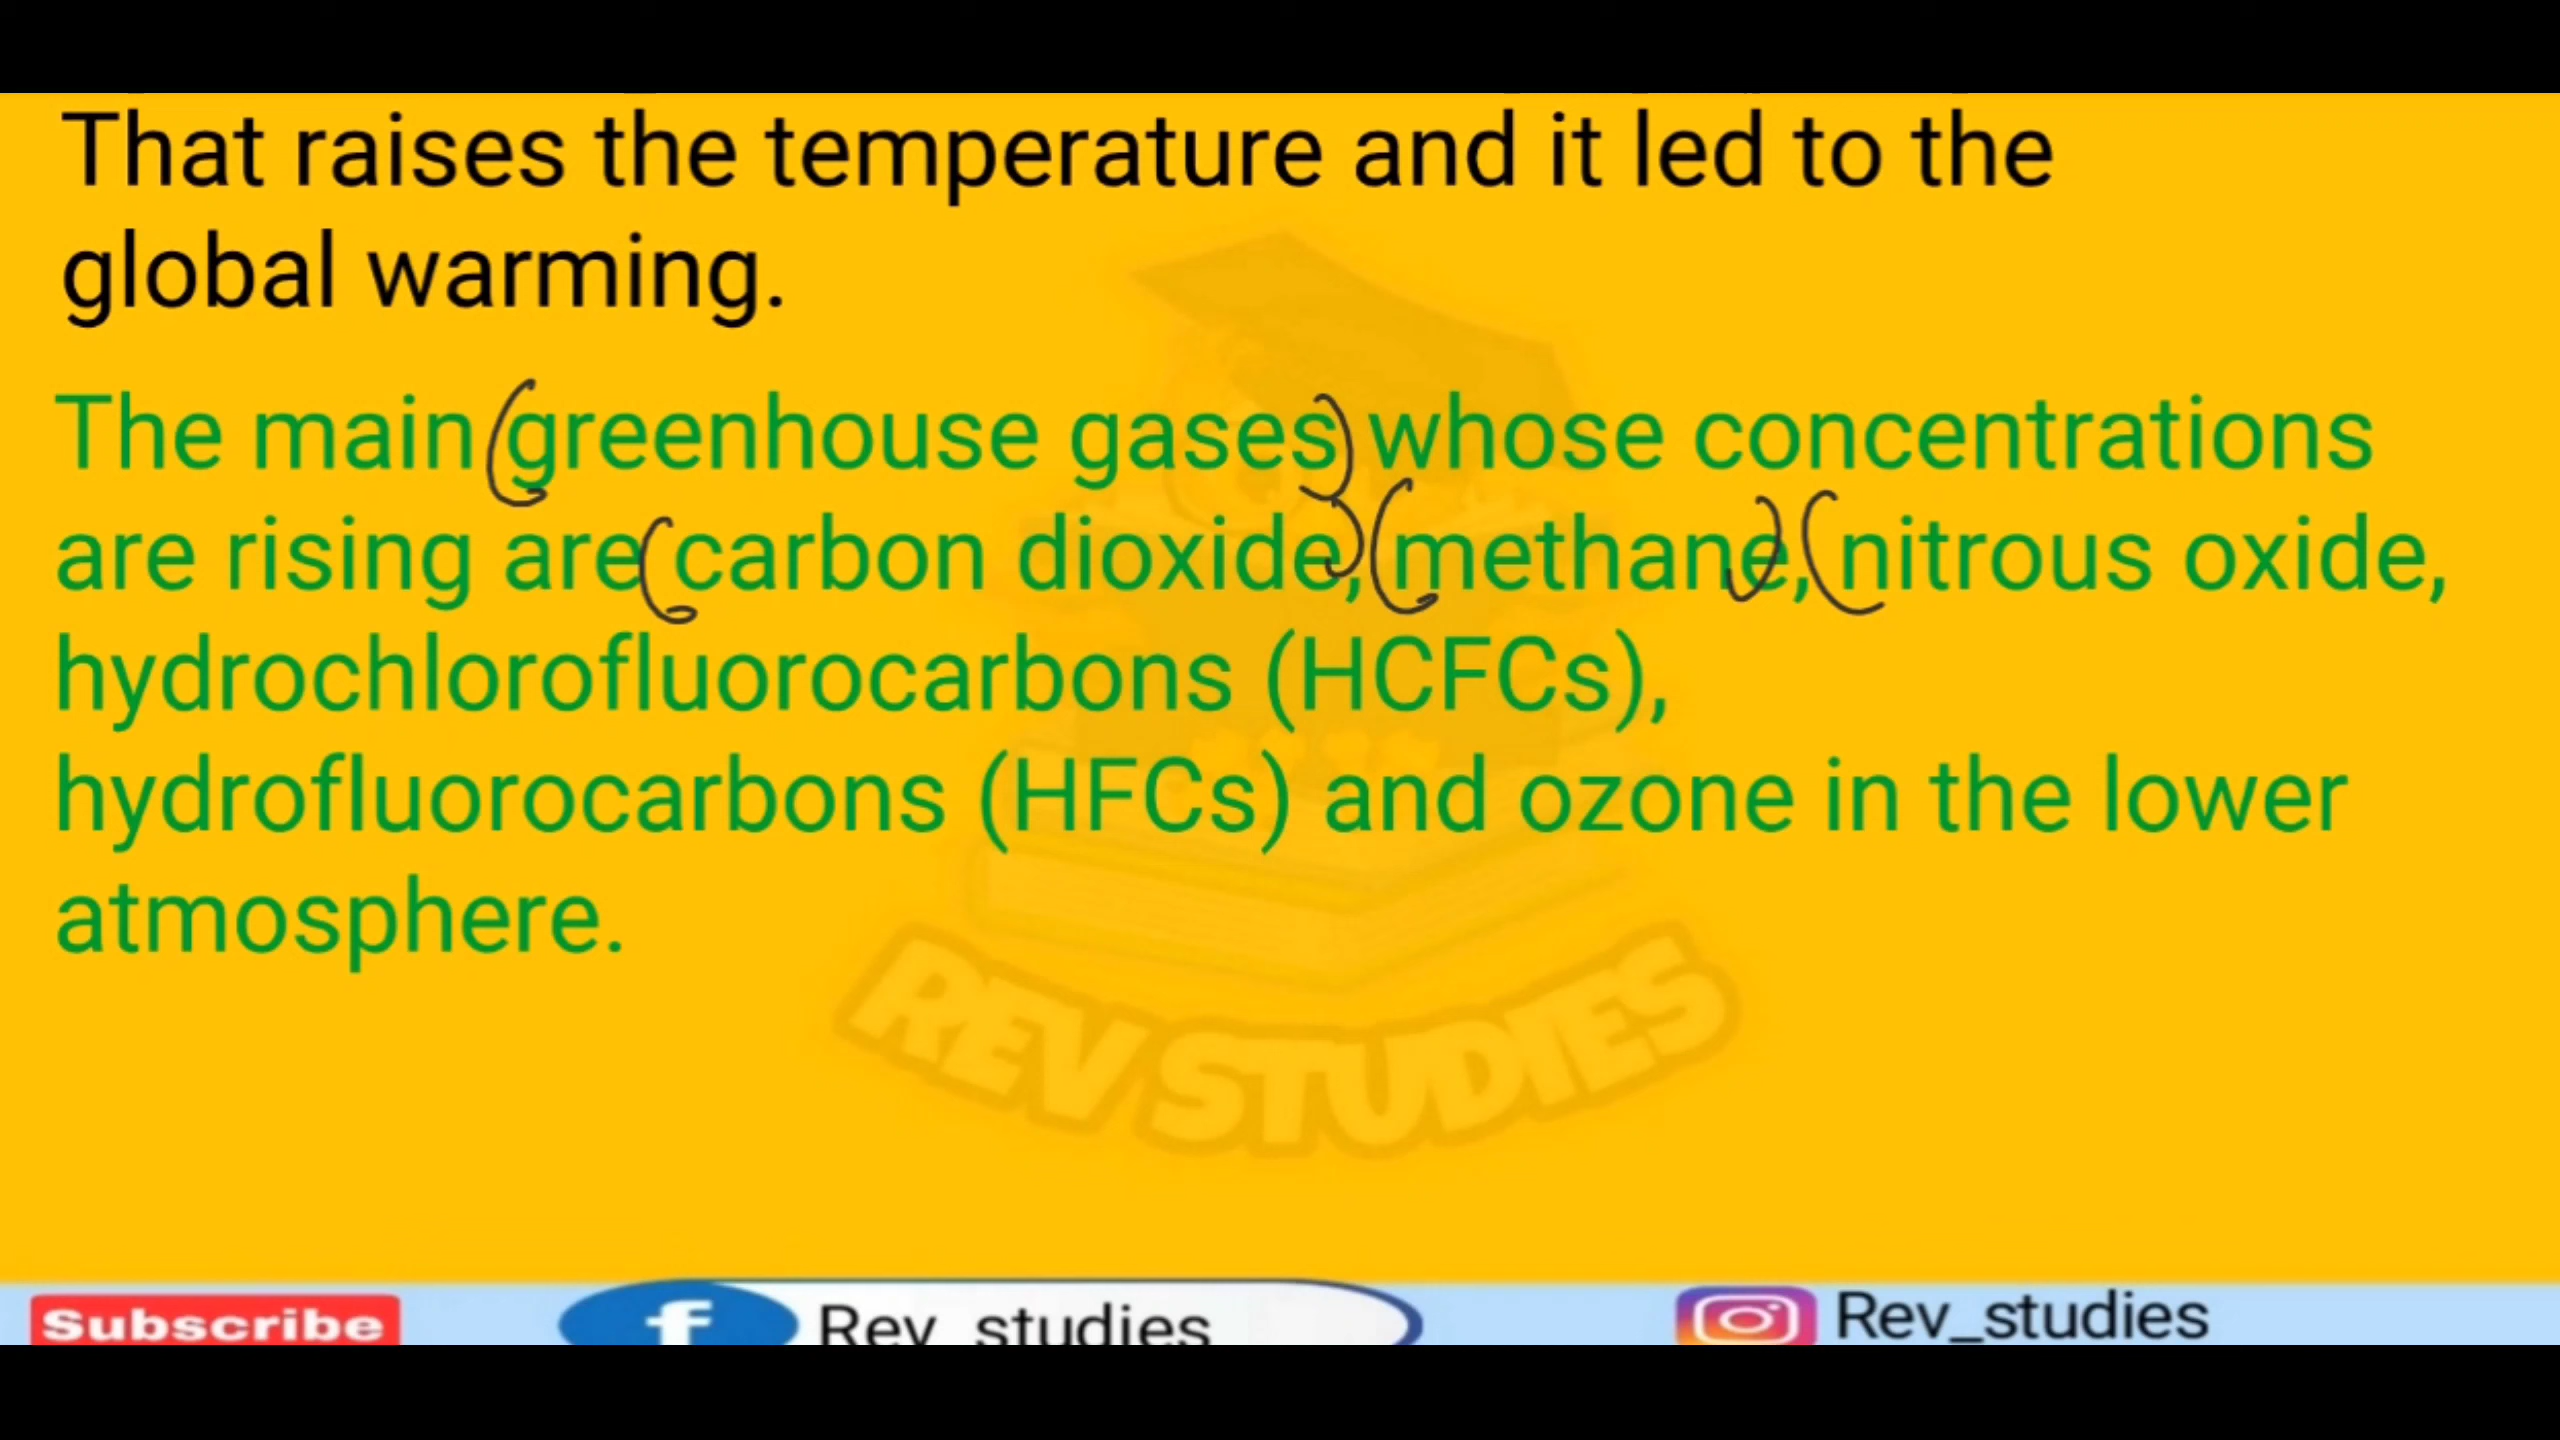 That raises the temperature and it led to the
global warming.
The main (greenhouse gases) whose concentrations
are rising are (carbon dioxide), (methane), (nitrous oxide,
hydrochlorofluorocarbons (HCFCs),
hydrofluorocarbons (HFCs) and ozone in the lower
atmosphere.
REV STUDIES
Subscribe
f Rev_studies
Rev_studies